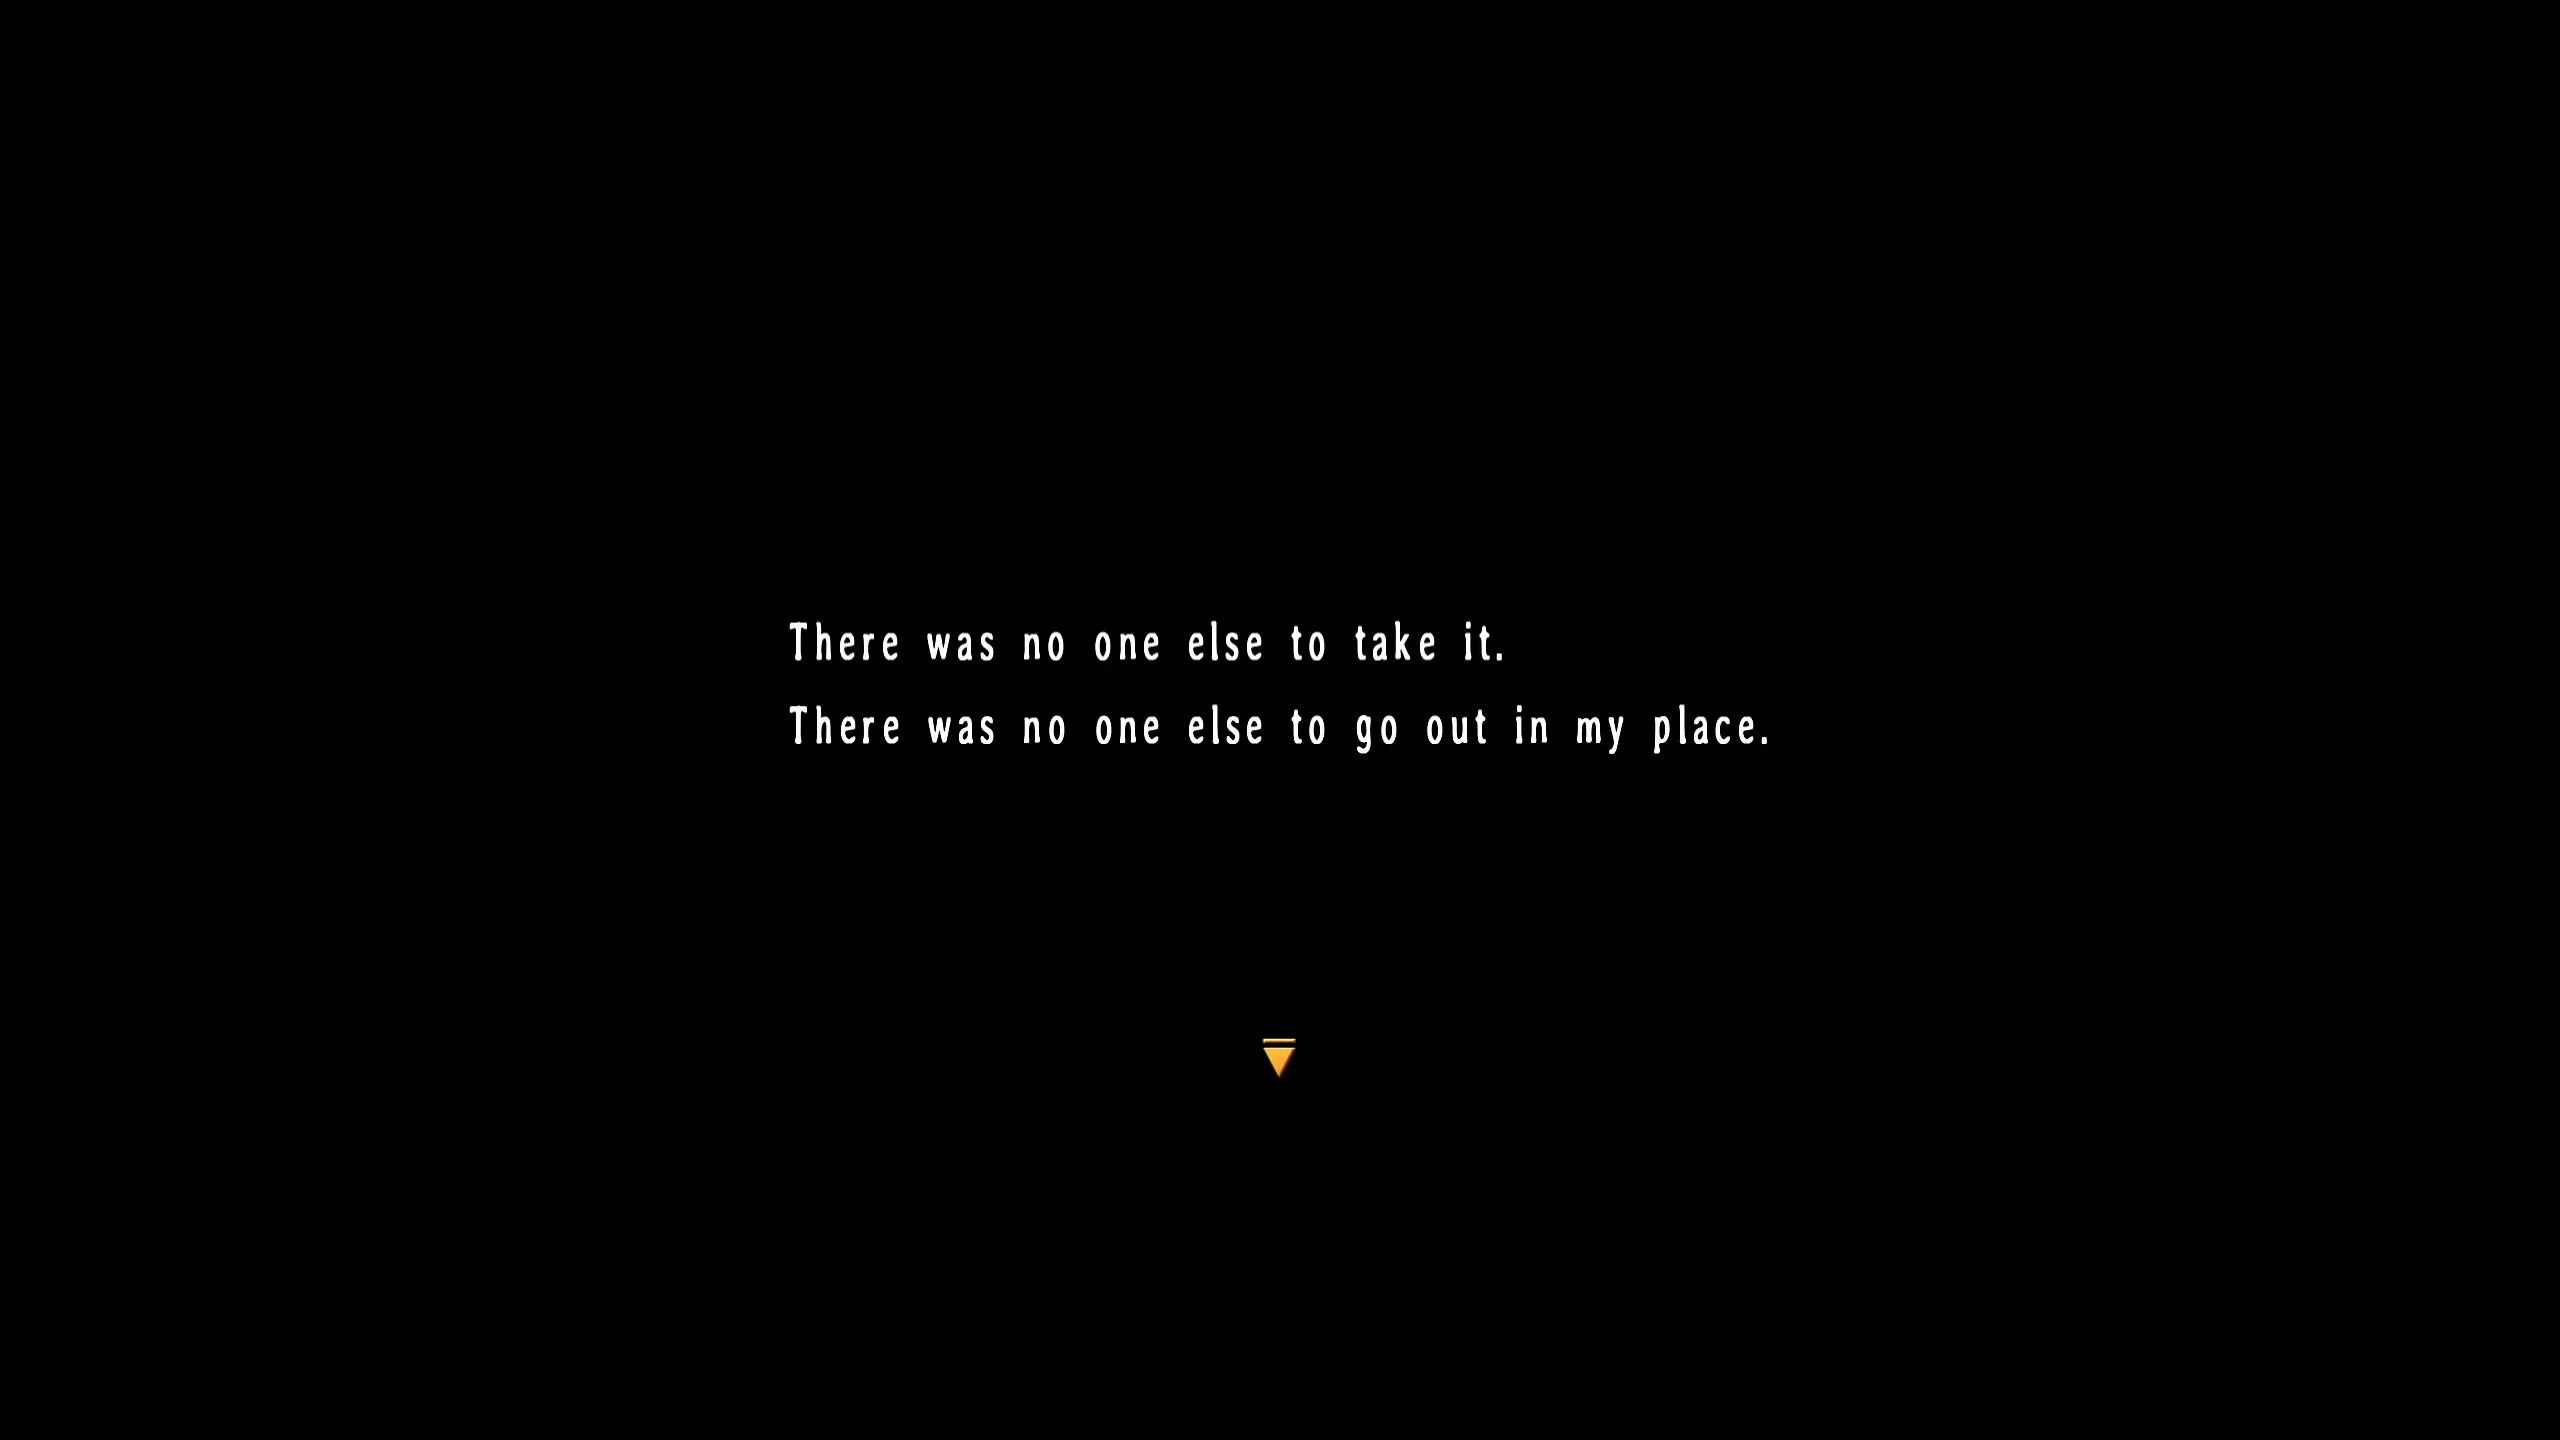 There was no one else to take it.
There was no one else to go out in my place.